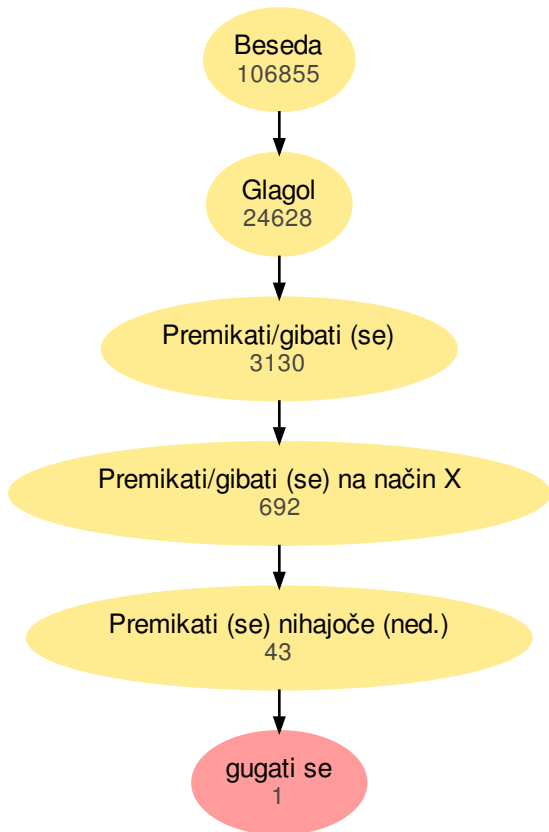 Beseda
106855
Glagol
24628
Premikati/gibati (se)
3130
Premikati/gibati (se) na način X
692
Premikati (se) nihajoče (ned.)
43
gugati se
1